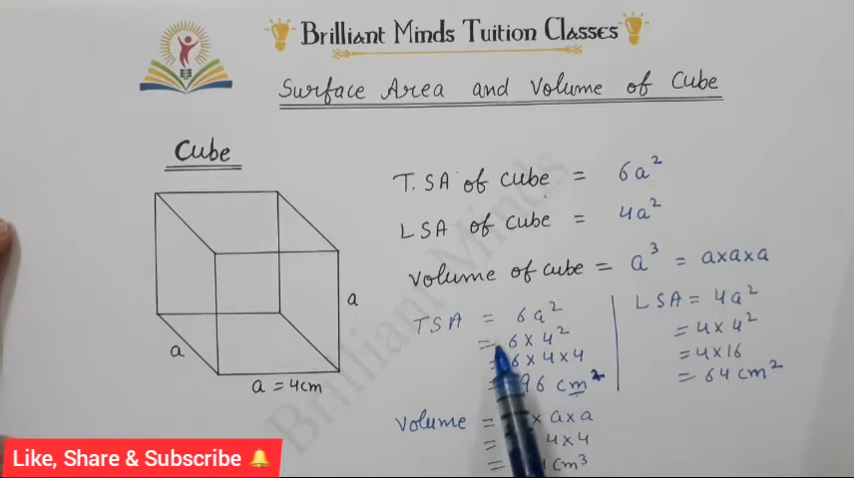 Brilliant Minds Tuition Classes
Surface Area and Volume of Cube
Cube
T.SA of cube = 6a²
LSA of cube = 4a²
Volume of cube = a³ = a×a×a
a
a
a = 4cm
TSA = 6a²
= 6 × 4²
= 6 × 4 × 4
= 96 cm²
LSA = 4a²
= 4 × 4²
= 4 × 16
= 64 cm²
Volume = × a × a
= 4 × 4
= cm³
Brilliant Minds
Like, Share & Subscribe 🔔